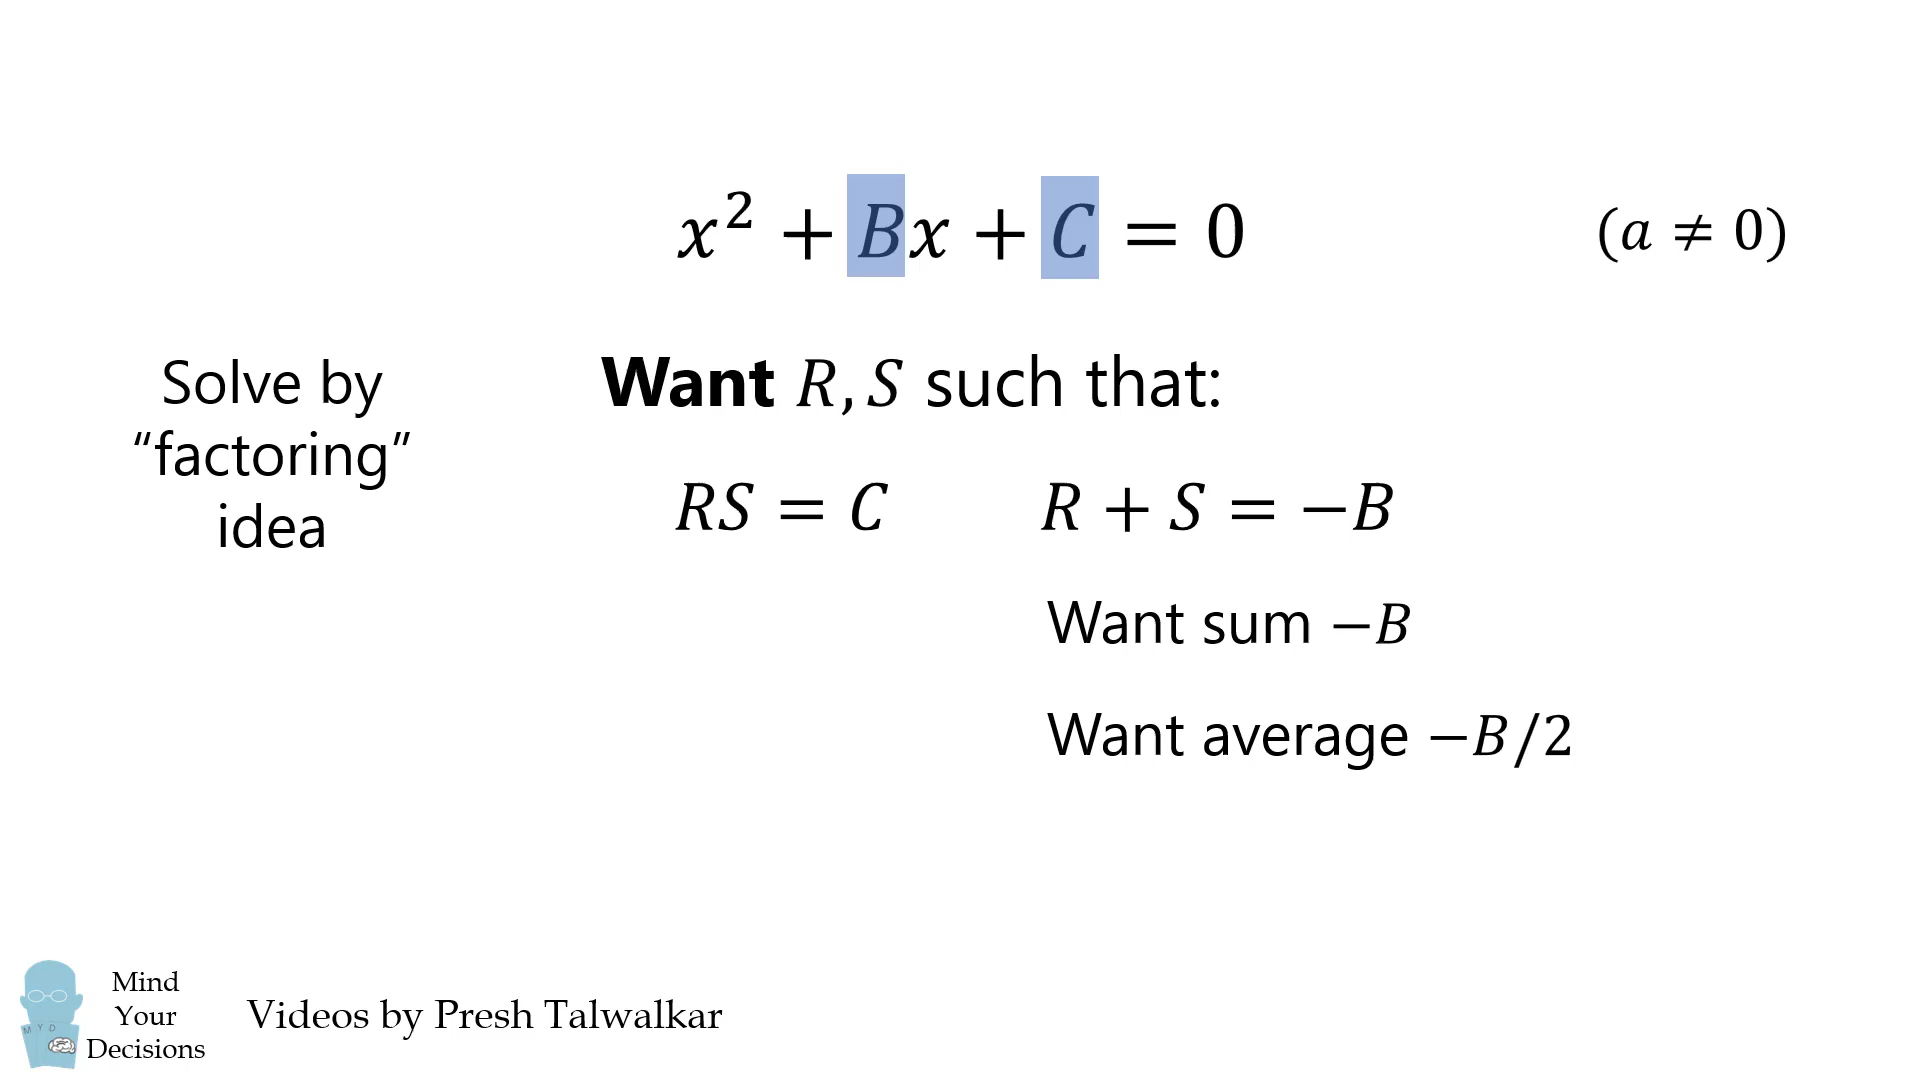 x² + Bx + C = 0
(a ≠ 0)
Solve by
“factoring”
idea
Want R, S such that:
RS = C
R + S = −B
Want sum −B
Want average −B/2
M Y D
Mind
Your
Decisions
Videos by Presh Talwalkar